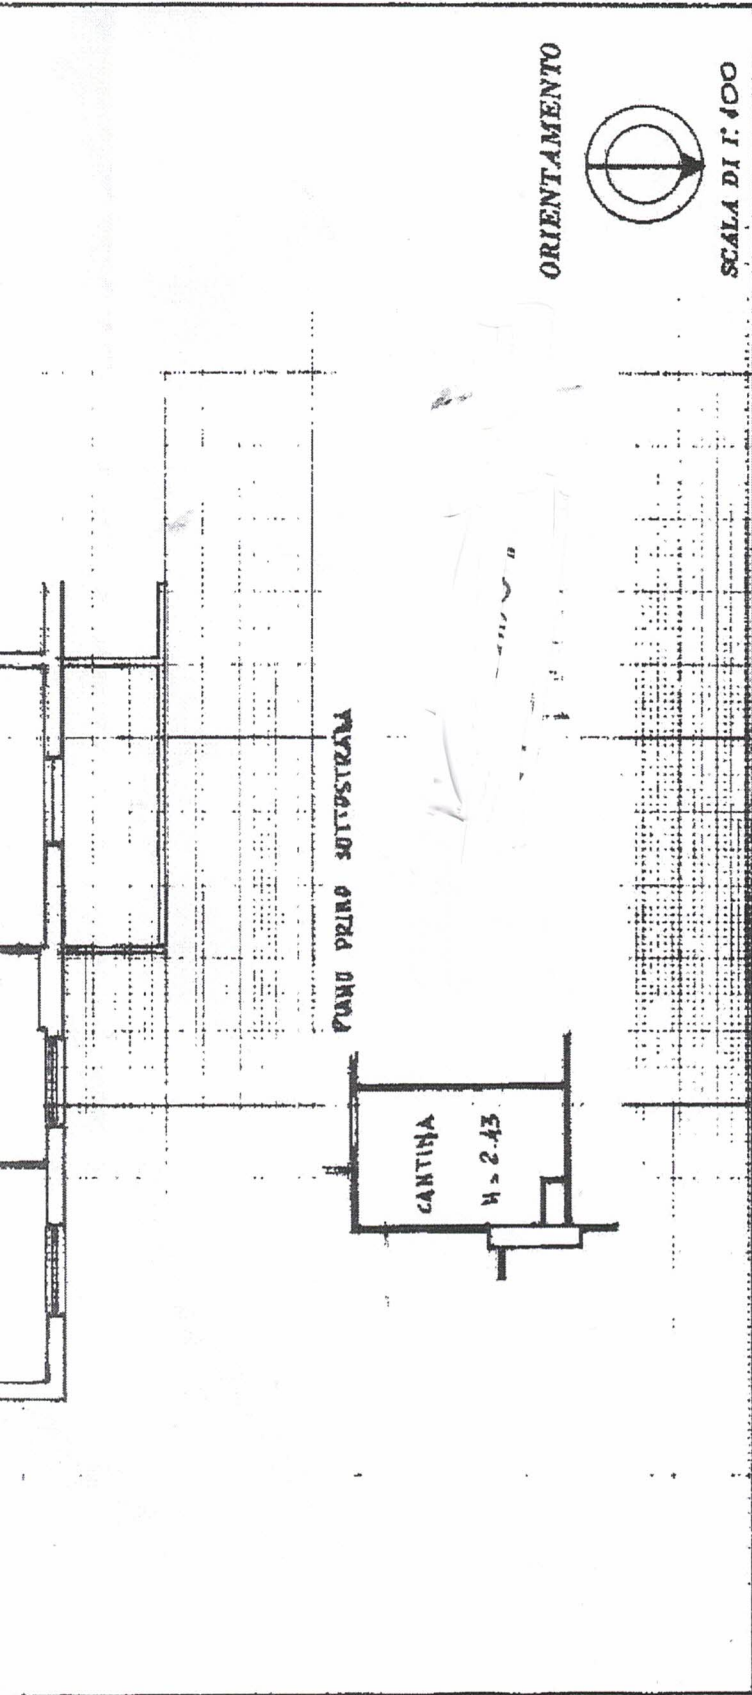 ORIENTAMENTO
SCALA DI 1:100
PIANO PRIMO SOTTOSTRADA
CANTINA
H = 2.43